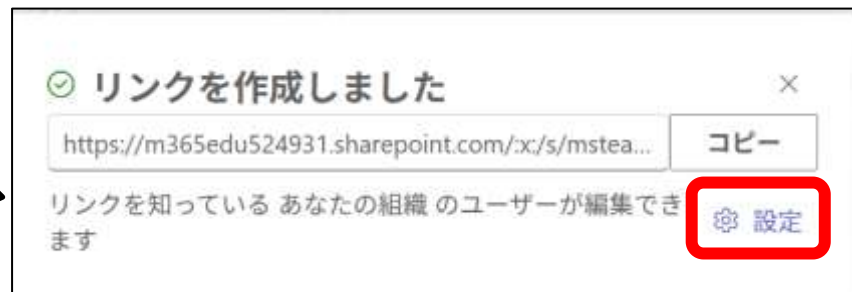 リンクを作成しました
https://m365edu524931.sharepoint.com/:x:/s/mstea...
コピー
リンクを知っている あなたの組織 のユーザーが編集でき
ます
設定